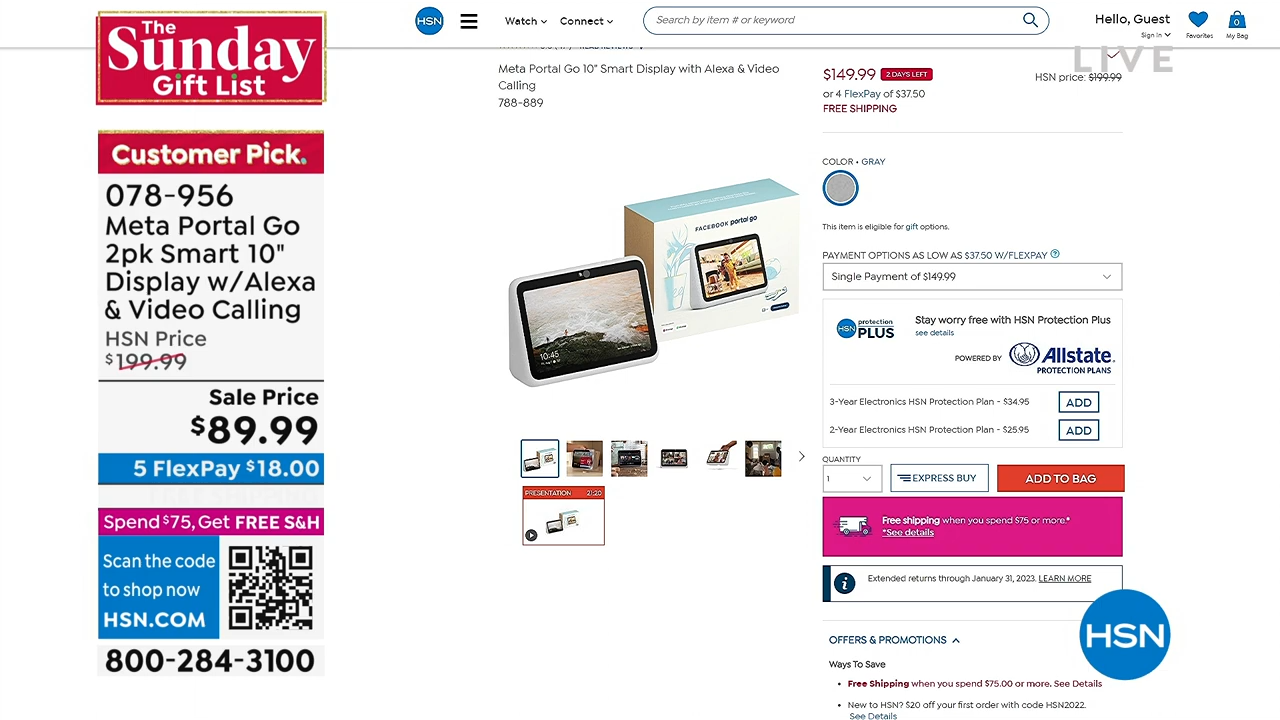 The
Sunday
Gift List
Customer Pick.
078-956
Meta Portal Go
2pk Smart 10"
Display w/Alexa
& Video Calling
HSN Price
$199.99
Sale Price
$89.99
5 FlexPay $18.00
Spend $75, Get FREE S&H
Scan the code
to shop now
HSN.COM
800-284-3100
HSN
Watch
Connect
Search by item # or keyword
Hello, Guest
Sign In
Favorites
0
My Bag
LIVE
Meta Portal Go 10" Smart Display with Alexa & Video
Calling
788-889
FACEBOOK portal go
10:45
PRESENTATION 21:20
$149.99 2 DAYS LEFT
HSN price: $199.99
or 4 FlexPay of $37.50
FREE SHIPPING
COLOR • GRAY
This item is eligible for gift options.
PAYMENT OPTIONS AS LOW AS $37.50 W/FLEXPAY
Single Payment of $149.99
HSN protection PLUS
Stay worry free with HSN Protection Plus
see details
POWERED BY Allstate.
PROTECTION PLANS
3-Year Electronics HSN Protection Plan - $34.95 ADD
2-Year Electronics HSN Protection Plan - $25.95 ADD
QUANTITY
1
EXPRESS BUY
ADD TO BAG
Free shipping when you spend $75 or more.*
*See details
Extended returns through January 31, 2023. LEARN MORE
OFFERS & PROMOTIONS
Ways To Save
• Free Shipping when you spend $75.00 or more. See Details
• New to HSN? $20 off your first order with code HSN2022.
See Details
HSN